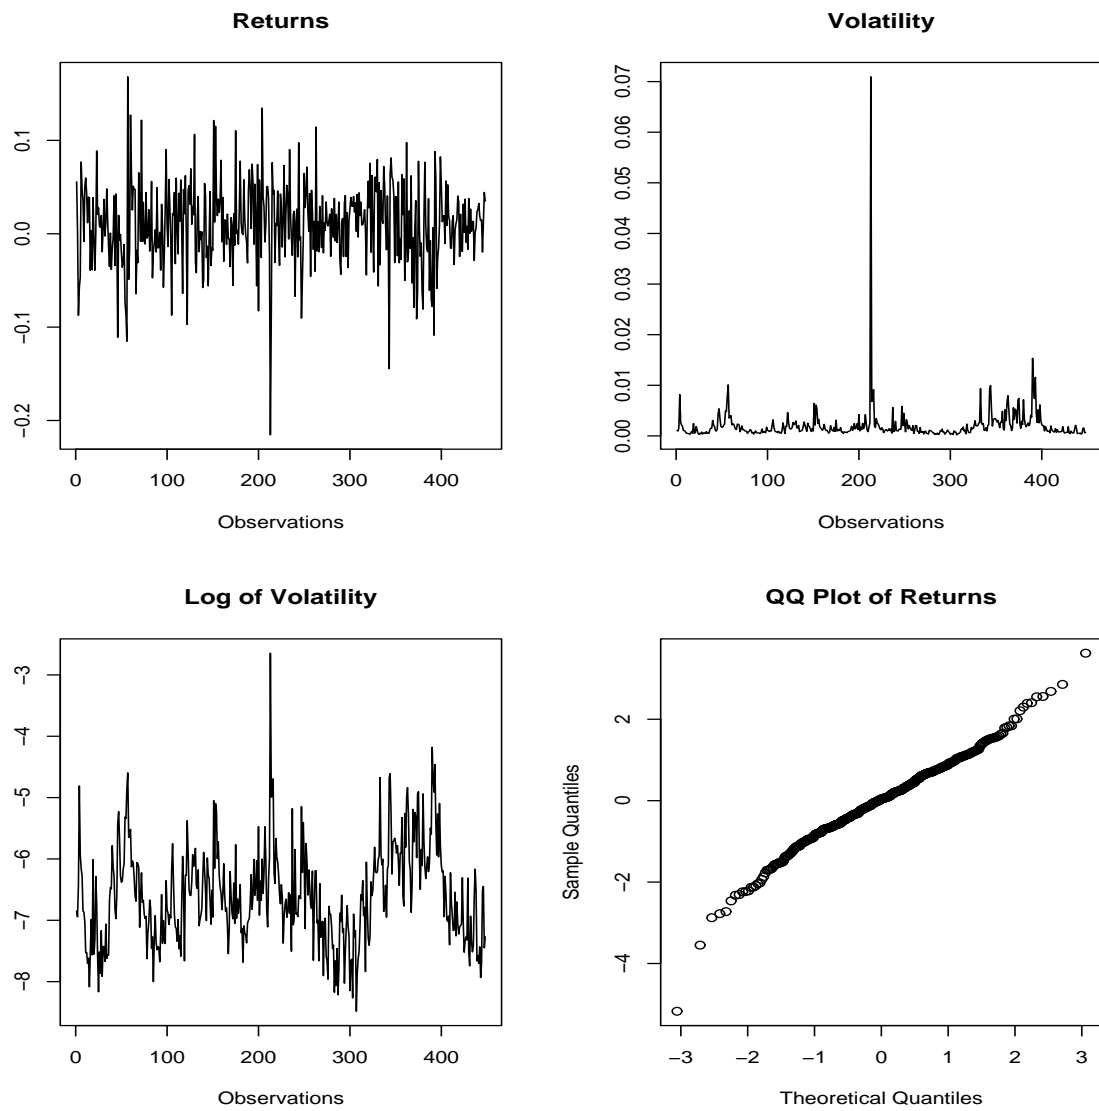 Returns
0.1
0.0
−0.1
−0.2
0 100 200 300 400
Observations
Volatility
0.07
0.06
0.05
0.04
0.03
0.02
0.01
0.00
0 100 200 300 400
Observations
Log of Volatility
−3
−4
−5
−6
−7
−8
0 100 200 300 400
Observations
QQ Plot of Returns
Sample Quantiles
2
0
−2
−4
−3 −2 −1 0 1 2 3
Theoretical Quantiles